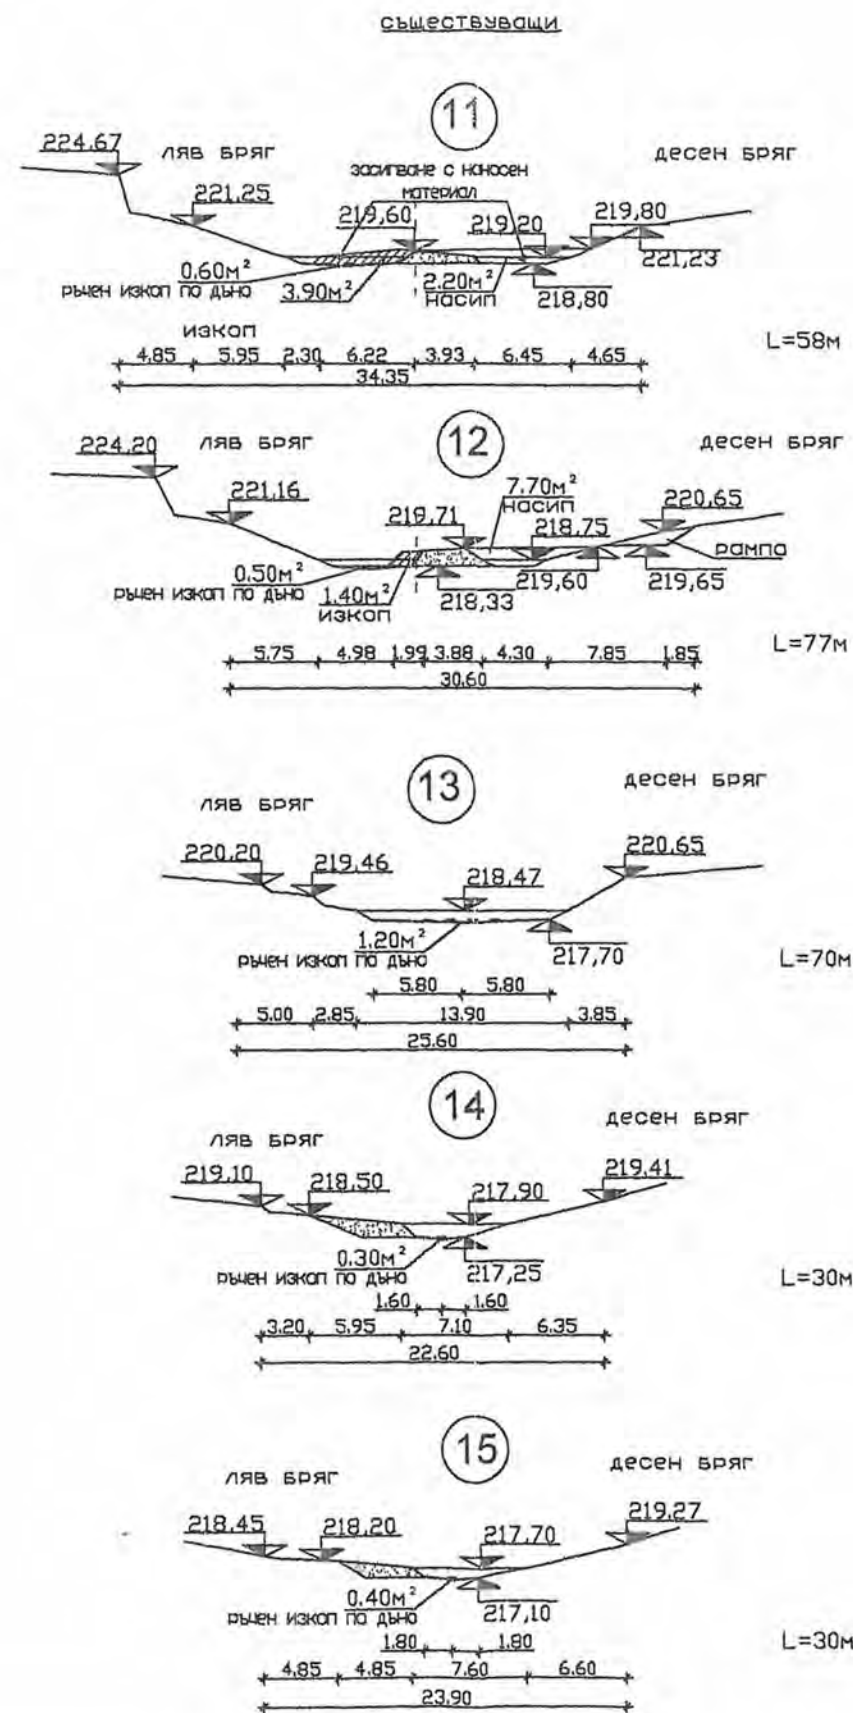 съществуващи
11
224.67
ляв бряг
десен бряг
засипване с наносен
материал
221,25
219,60
219,20
219,80
221,23
0.60м²
ръчен изкоп по дъно
3.90м²
2.20м²
насип
218,80
изкоп
L=58м
4.85 5.95 2.30 6.22 3.93 6.45 4.65
34.35
12
224,20
ляв бряг
десен бряг
221,16
7.70м²
насип
220,65
219,71
218,75
рампа
0.50м²
ръчен изкоп по дъно
1.40м²
изкоп
218,33
219,60
219,65
L=77м
5.75 4.98 1.99 3.88 4.30 7.85 1.85
30.60
13
ляв бряг
десен бряг
220,20
219,46
218,47
220,65
1.20м²
ръчен изкоп по дъно
217,70
L=70м
5.80 5.80
5.00 2.85 13.90 3.85
25.60
14
ляв бряг
десен бряг
219,10
218,50
217,90
219,41
0.30м²
ръчен изкоп по дъно
217,25
L=30м
1.60 1.60
3.20 5.95 7.10 6.35
22.60
15
ляв бряг
десен бряг
218,45
218,20
217,70
219,27
0.40м²
ръчен изкоп по дъно
217,10
L=30м
1.80 1.80
4.85 4.85 7.60 6.60
23.90